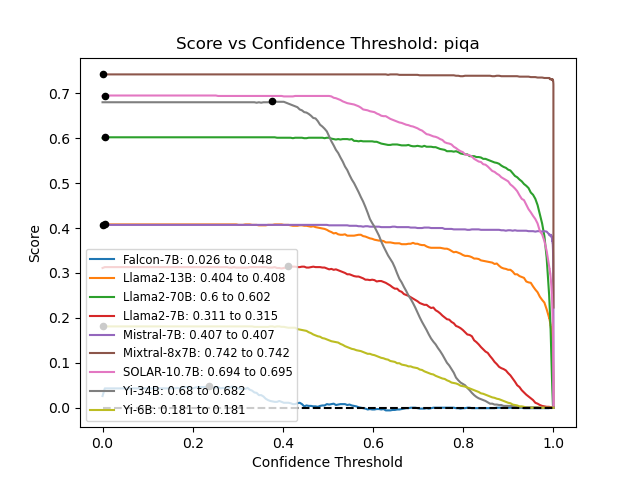 Score vs Confidence Threshold: piqa
Score
0.7
0.6
0.5
0.4
0.3
0.2
0.1
0.0
Falcon-7B: 0.026 to 0.048
Llama2-13B: 0.404 to 0.408
Llama2-70B: 0.6 to 0.602
Llama2-7B: 0.311 to 0.315
Mistral-7B: 0.407 to 0.407
Mixtral-8x7B: 0.742 to 0.742
SOLAR-10.7B: 0.694 to 0.695
Yi-34B: 0.68 to 0.682
Yi-6B: 0.181 to 0.181
0.0 0.2 0.4 0.6 0.8 1.0
Confidence Threshold